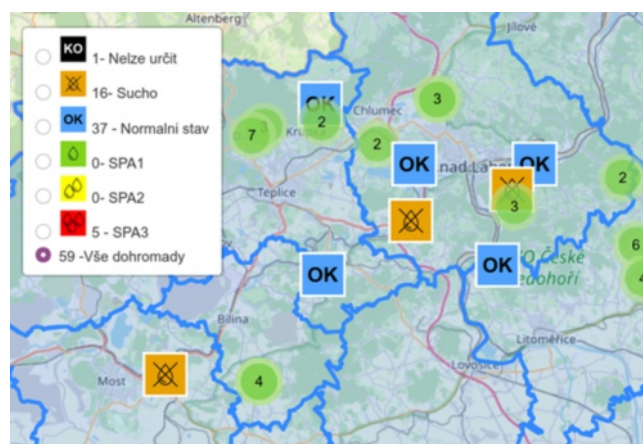 Altenberg
Jílové
KO 1- Nelze určit
16- Sucho
OK 37 - Normalni stav
0- SPA1
0- SPA2
5 - SPA3
59 -Vše dohromady
OK
3
Chlumec
3
7
2
2
OK
nad Labem
OK
2
Teplice
3
6
OK
OK
České
4
Bílina
Litoměřice
Lovosice
Most
4